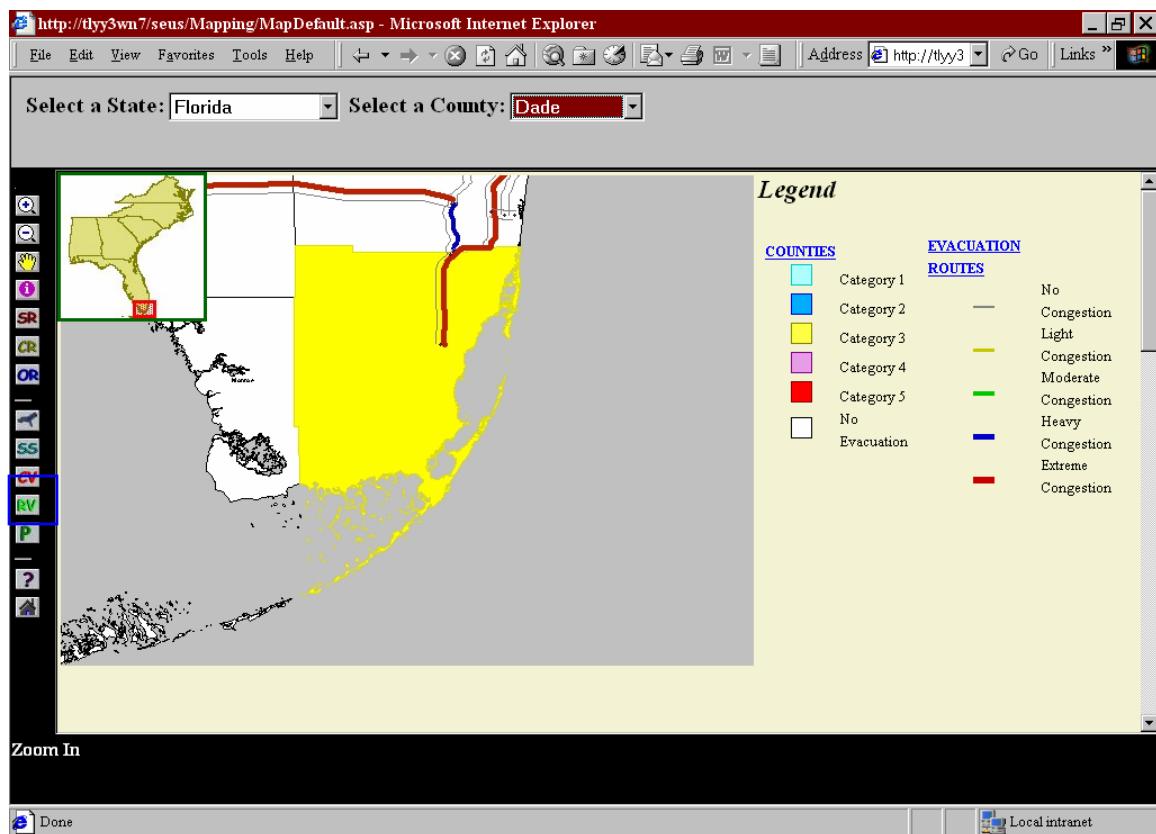 http://tlyy3wn7/seus/Mapping/MapDefault.asp - Microsoft Internet Explorer
File Edit View Favorites Tools Help Address http://tlyy3 Go Links »
Select a State: Florida Select a County: Dade
Legend
COUNTIES
Category 1
Category 2
Category 3
Category 4
Category 5
No
Evacuation
EVACUATION
ROUTES
No
Congestion
Light
Congestion
Moderate
Congestion
Heavy
Congestion
Extreme
Congestion
SR
CR
OR
SS
CV
RV
P
?
Monroe
Zoom In
Done Local intranet